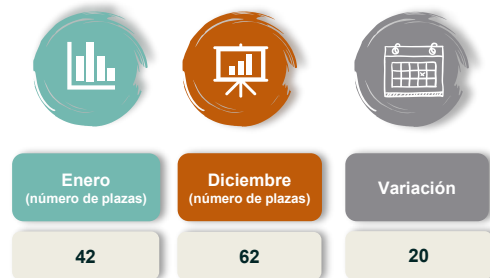 Enero
(número de plazas)
Diciembre
(número de plazas)
Variación
42
62
20